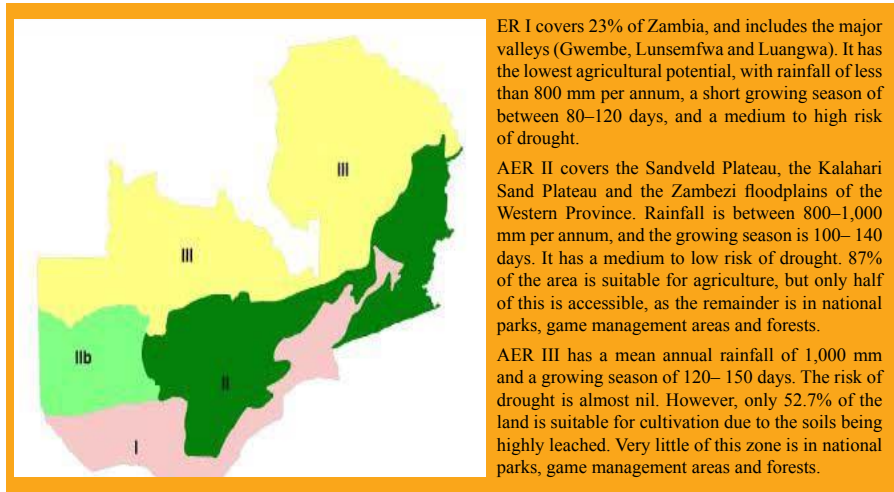 III
III
IIb
II
I
ER I covers 23% of Zambia, and includes the major
valleys (Gwembe, Lunsemfwa and Luangwa). It has
the lowest agricultural potential, with rainfall of less
than 800 mm per annum, a short growing season of
between 80–120 days, and a medium to high risk
of drought.
AER II covers the Sandveld Plateau, the Kalahari
Sand Plateau and the Zambezi floodplains of the
Western Province. Rainfall is between 800–1,000
mm per annum, and the growing season is 100– 140
days. It has a medium to low risk of drought. 87%
of the area is suitable for agriculture, but only half
of this is accessible, as the remainder is in national
parks, game management areas and forests.
AER III has a mean annual rainfall of 1,000 mm
and a growing season of 120– 150 days. The risk of
drought is almost nil. However, only 52.7% of the
land is suitable for cultivation due to the soils being
highly leached. Very little of this zone is in national
parks, game management areas and forests.